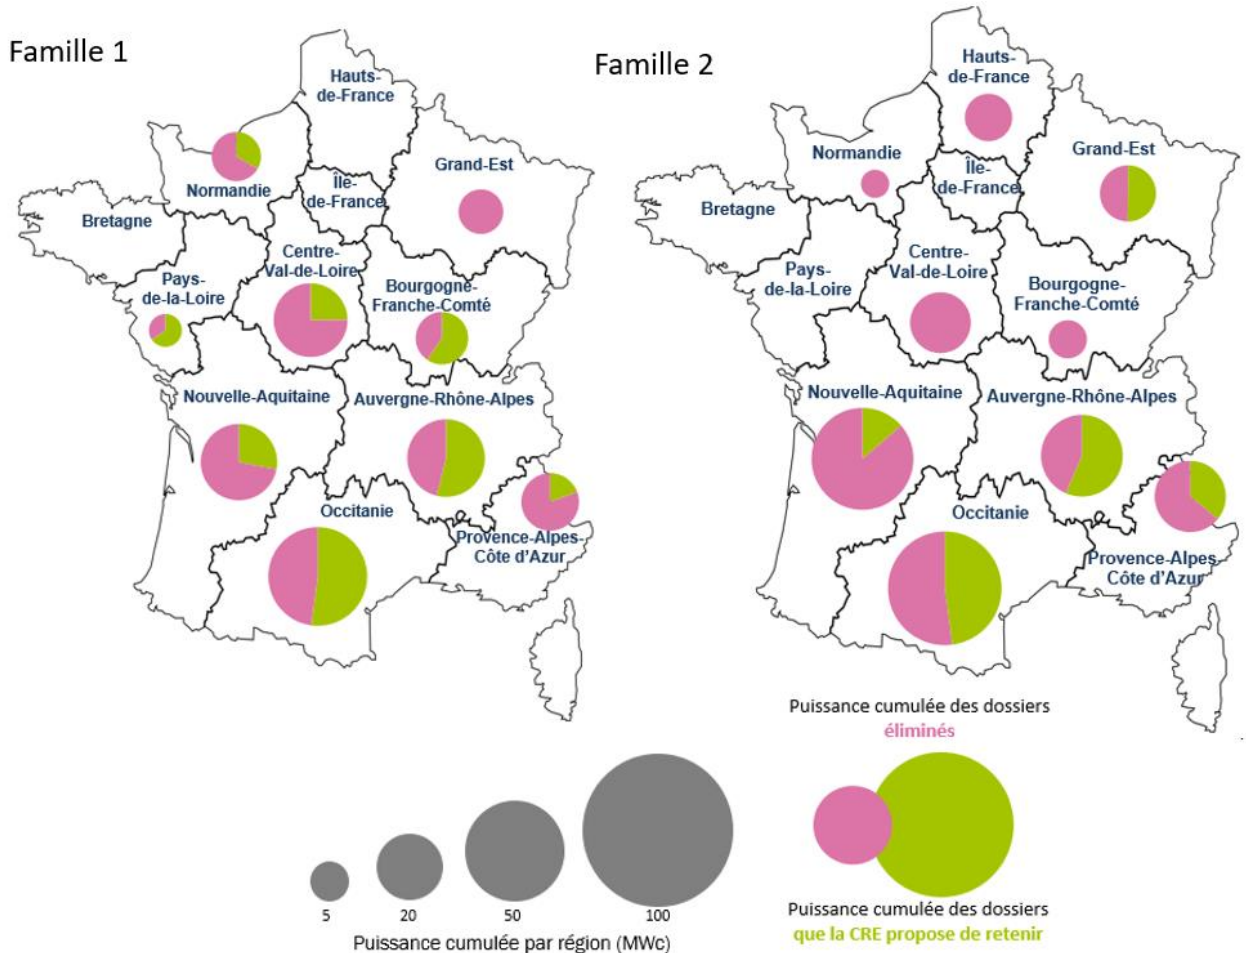 Famille 1
Hauts-
de-France
Grand-Est
Normandie
Île-
de-France
Bretagne
Centre-
Val-de-Loire
Pays-
de-la-Loire
Bourgogne-
Franche-Comté
Nouvelle-Aquitaine
Auvergne-Rhône-Alpes
Occitanie
Provence-Alpes-
Côte d'Azur
Famille 2
Hauts-
de-France
Normandie
Grand-Est
Île-
de-France
Bretagne
Centre-
Val-de-Loire
Pays-
de-la-Loire
Bourgogne-
Franche-Comté
Nouvelle-Aquitaine
Auvergne-Rhône-Alpes
Occitanie
Provence-Alpes
Côte d'Azur
Puissance cumulée des dossiers
éliminés
5 20 50 100
Puissance cumulée par région (MWc)
Puissance cumulée des dossiers
que la CRE propose de retenir